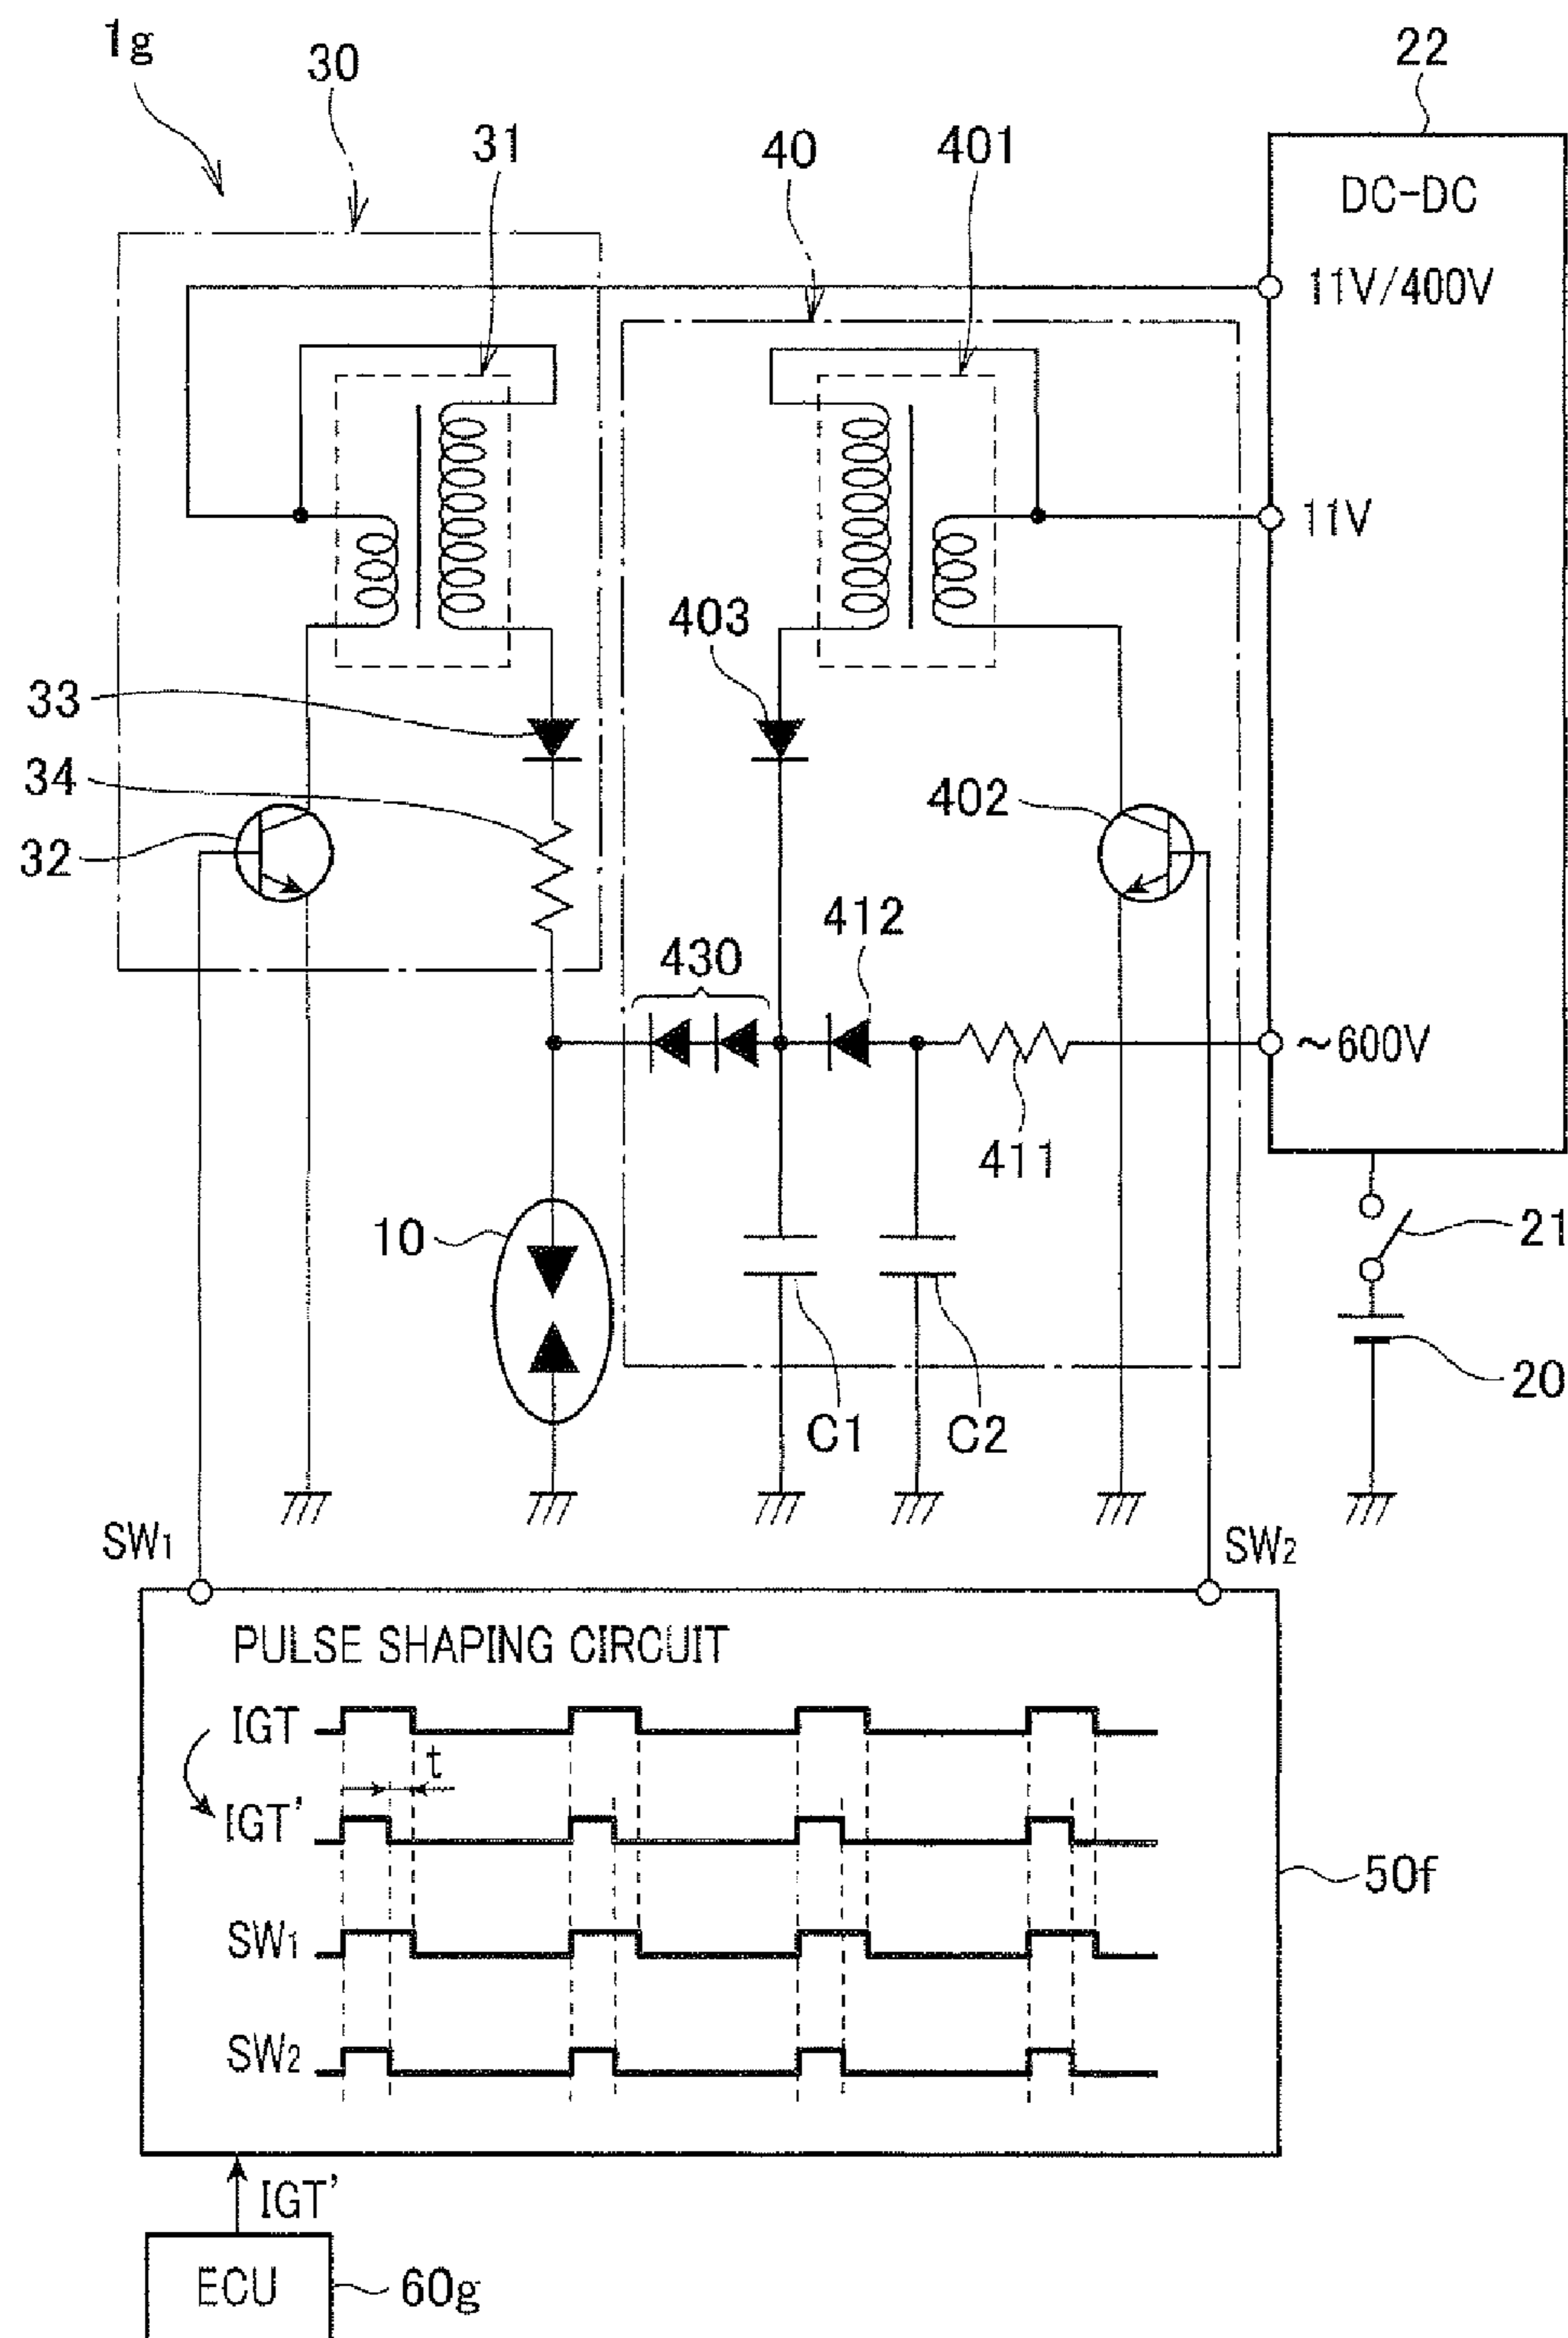 1g
30
22
31
40
401
DC-DC
11V/400V
11V
403
33
34
402
32
412
430
~600V
411
10
21
20
C1
C2
SW1
SW2
PULSE SHAPING CIRCUIT
IGT
t
IGT'
50f
SW1
SW2
IGT'
ECU
60g